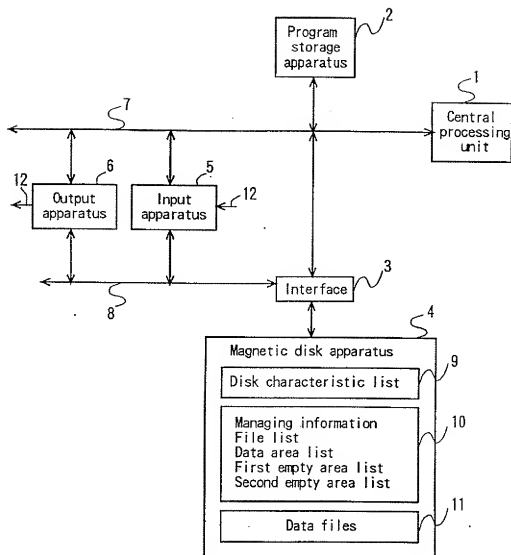 2
Program
storage
apparatus
1
Central
processing
unit
7
6
5
12
Output
apparatus
Input
apparatus
12
3
Interface
8
4
Magnetic disk apparatus
9
Disk characteristic list
Managing information
File list
Data area list
First empty area list
Second empty area list
10
11
Data files